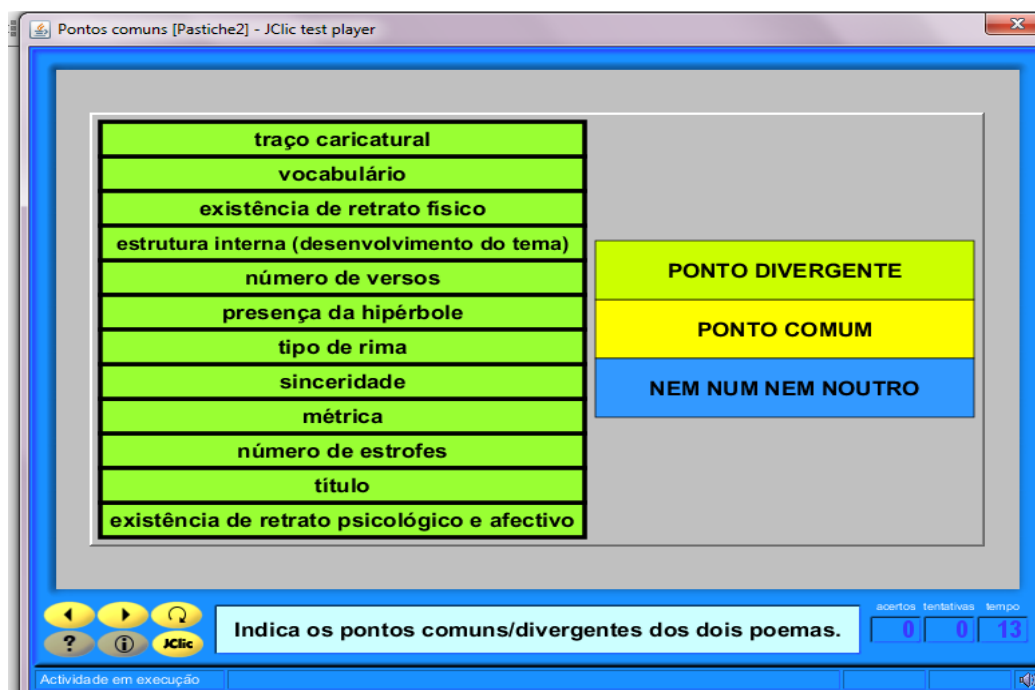 Pontos comuns [Pastiche2] - JClic test player
traço caricatural
vocabulário
existência de retrato físico
estrutura interna (desenvolvimento do tema)
número de versos
presença da hipérbole
tipo de rima
sinceridade
métrica
número de estrofes
título
existência de retrato psicológico e afectivo
PONTO DIVERGENTE
PONTO COMUM
NEM NUM NEM NOUTRO
? JClic
Indica os pontos comuns/divergentes dos dois poemas.
acertos tentativas tempo
0 0 13
Actividade em execução